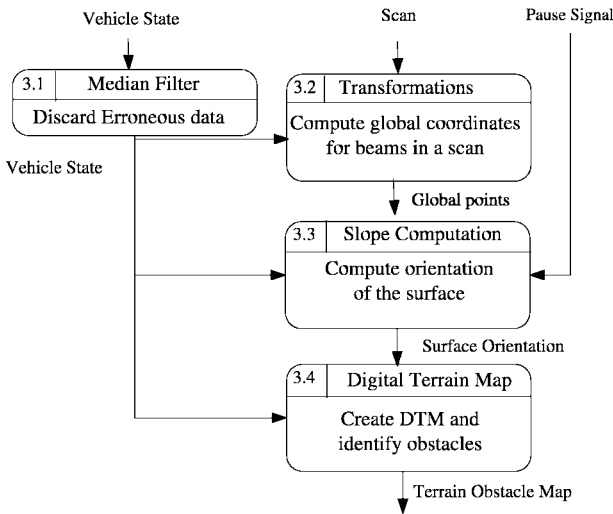 Vehicle State
Scan
Pause Signal
3.1 Median Filter
Discard Erroneous data
3.2 Transformations
Compute global coordinates
for beams in a scan
Vehicle State
Global points
3.3 Slope Computation
Compute orientation
of the surface
Surface Orientation
3.4 Digital Terrain Map
Create DTM and
identify obstacles
Terrain Obstacle Map